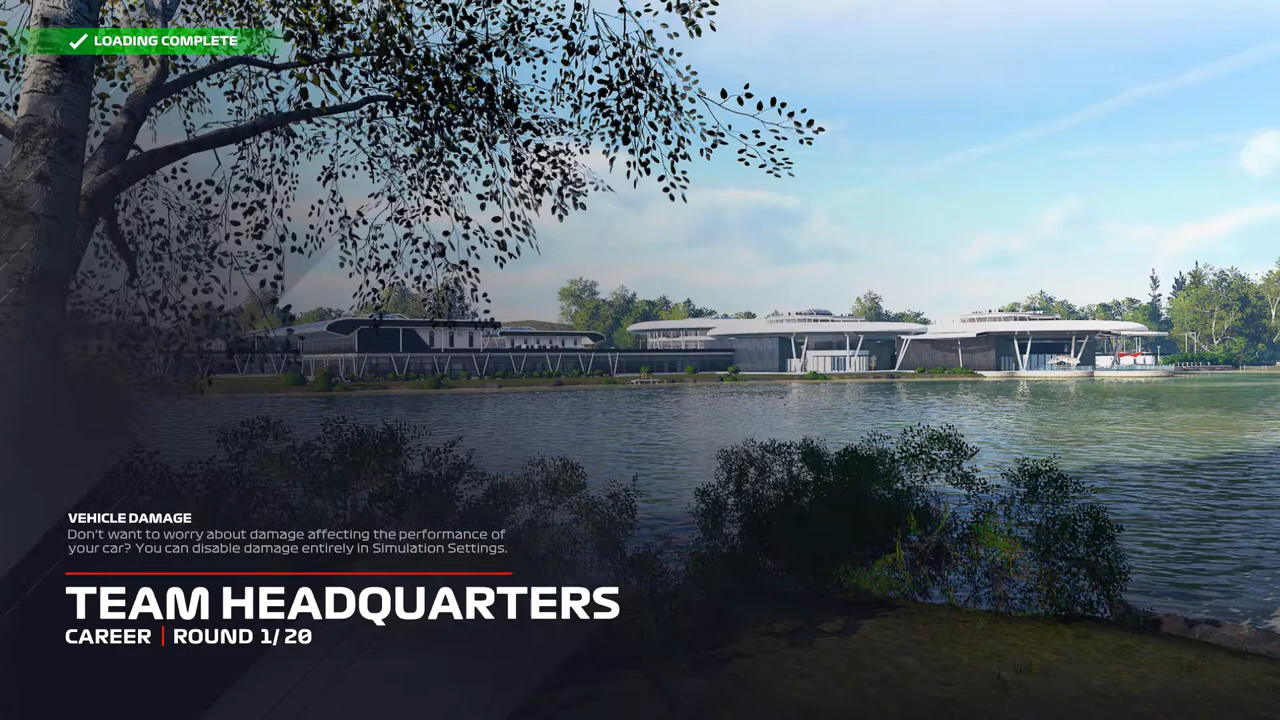 LOADING COMPLETE
VEHICLE DAMAGE
Don't want to worry about damage affecting the performance of
your car? You can disable damage entirely in Simulation Settings.
TEAM HEADQUARTERS
CAREER | ROUND 1/20